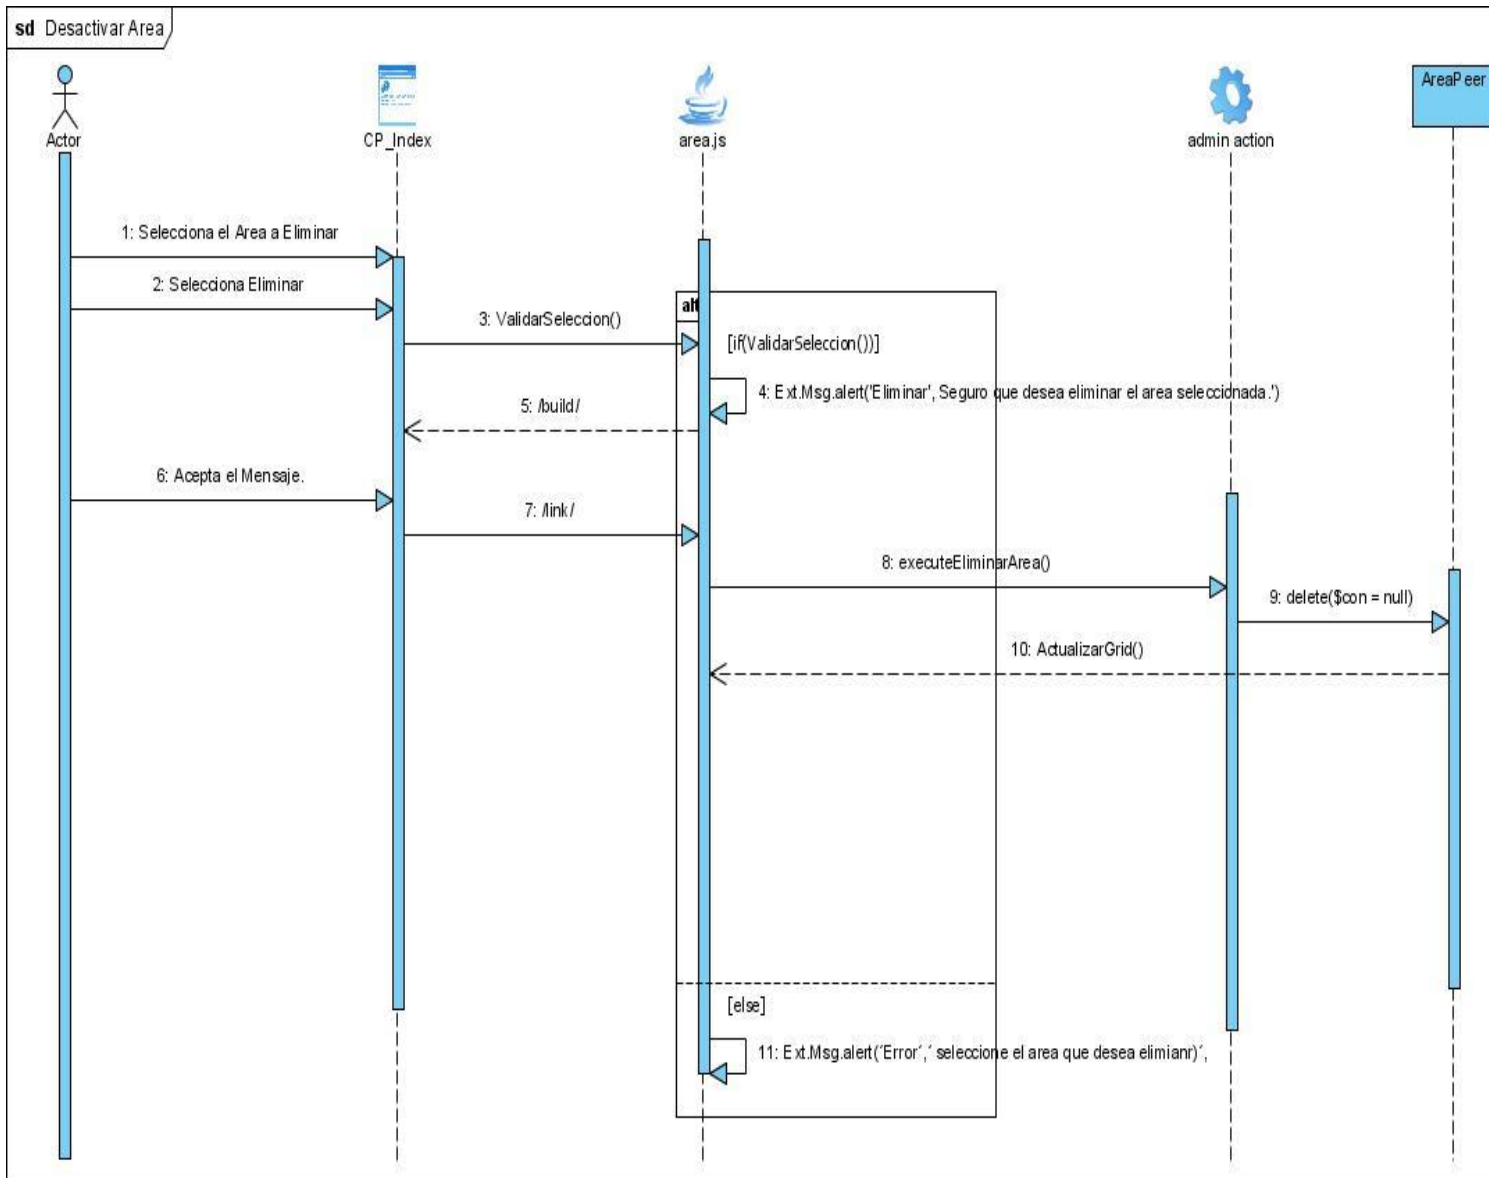 sd Desactivar Area
Actor
CP_Index
area.js
admin action
AreaPeer
1: Selecciona el Area a Eliminar
2: Selecciona Eliminar
3: ValidarSeleccion()
alt
[if(ValidarSeleccion())]
4: Ext.Msg.alert('Eliminar', Seguro que desea eliminar el area seleccionada.')
5: /build/
6: Acepta el Mensaje.
7: /link/
8: executeEliminarArea()
9: delete($con = null)
10: ActualizarGrid()
[else]
11: Ext.Msg.alert(´Error´,´ seleccione el area que desea elimianr)´,